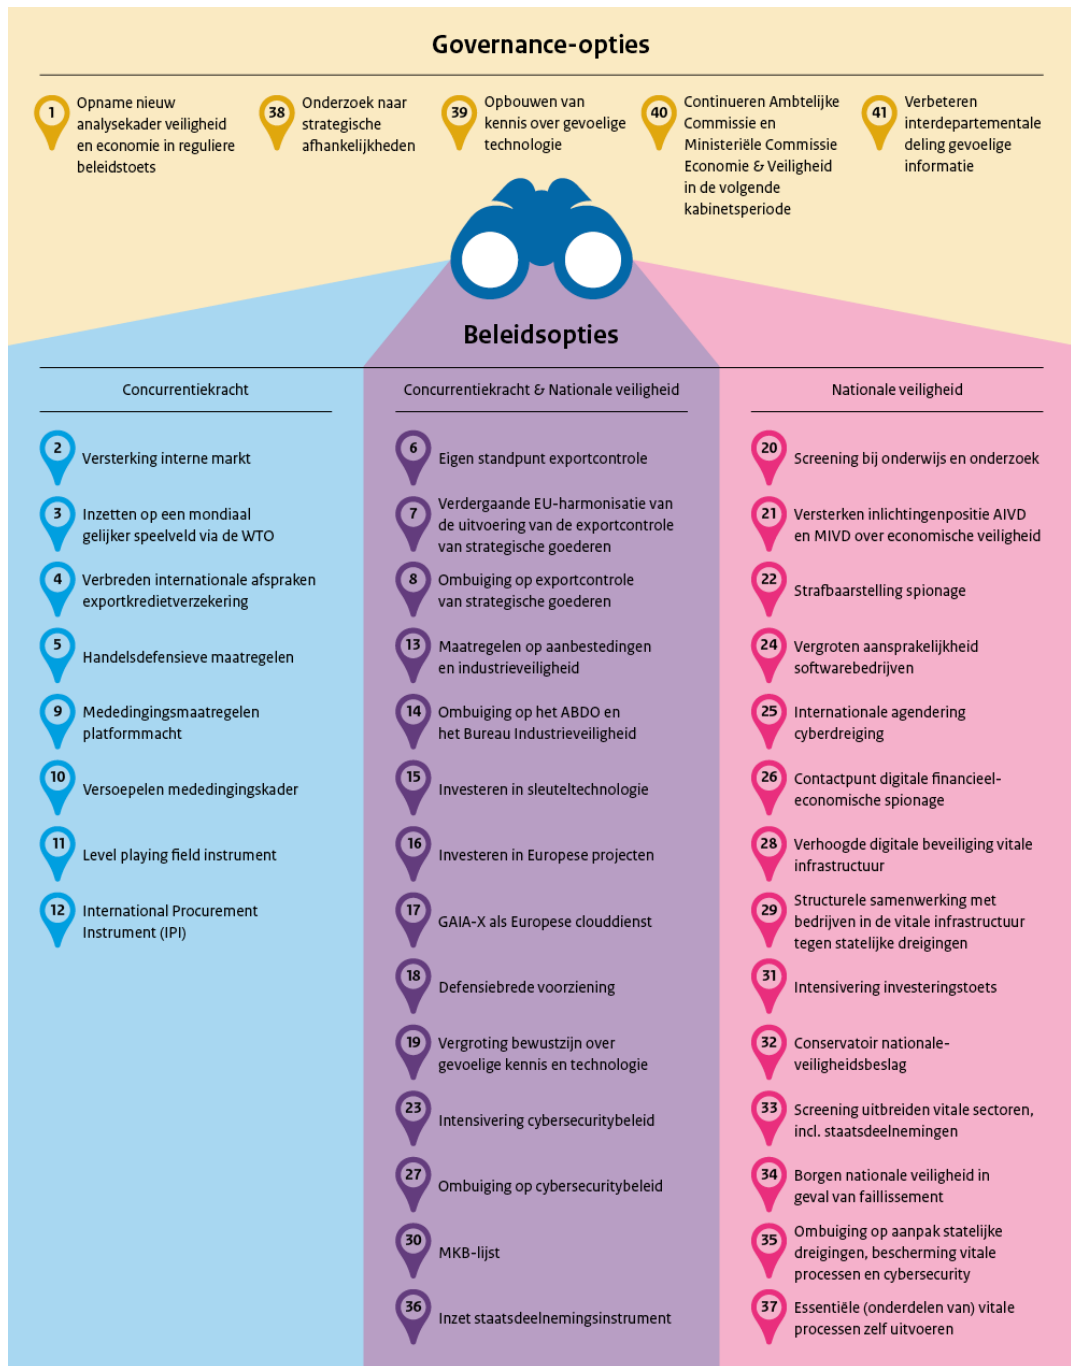 Governance-opties
1
Opname nieuw
analysekader veiligheid
en economie in reguliere
beleidstoets
38
Onderzoek naar
strategische
afhankelijkheden
39
Opbouwen van
kennis over gevoelige
technologie
40
Continueren Ambtelijke
Commissie en
Ministeriële Commissie
Economie & Veiligheid
in de volgende
kabinetsperiode
41
Verbeteren
interdepartementale
deling gevoelige
informatie
Beleidsopties
Concurrentiekracht
2
Versterking interne markt
3
Inzetten op een mondiaal
gelijker speelveld via de WTO
4
Verbreden internationale afspraken
exportkredietverzekering
5
Handelsdefensieve maatregelen
9
Mededingingsmaatregelen
platformmacht
10
Versoepelen mededingingskader
11
Level playing field instrument
12
International Procurement
Instrument (IPI)
Concurrentiekracht & Nationale veiligheid
6
Eigen standpunt exportcontrole
7
Verdergaande EU-harmonisatie van
de uitvoering van de exportcontrole
van strategische goederen
8
Ombuiging op exportcontrole
van strategische goederen
13
Maatregelen op aanbestedingen
en industrieveiligheid
14
Ombuiging op het ABDO en
het Bureau Industrieveiligheid
15
Investeren in sleuteltechnologie
16
Investeren in Europese projecten
17
GAIA-X als Europese clouddienst
18
Defensiebrede voorziening
19
Vergroting bewustzijn over
gevoelige kennis en technologie
23
Intensivering cybersecuritybeleid
27
Ombuiging op cybersecuritybeleid
30
MKB-lijst
36
Inzet staatsdeelnemingsinstrument
Nationale veiligheid
20
Screening bij onderwijs en onderzoek
21
Versterken inlichtingenpositie AIVD
en MIVD over economische veiligheid
22
Strafbaarstelling spionage
24
Vergroten aansprakelijkheid
softwarebedrijven
25
Internationale agendering
cyberdreiging
26
Contactpunt digitale financieel-
economische spionage
28
Verhoogde digitale beveiliging vitale
infrastructuur
29
Structurele samenwerking met
bedrijven in de vitale infrastructuur
tegen statelijke dreigingen
31
Intensivering investeringstoets
32
Conservatoir nationale-
veiligheidsbeslag
33
Screening uitbreiden vitale sectoren,
incl. staatsdeelnemingen
34
Borgen nationale veiligheid in
geval van faillissement
35
Ombuiging op aanpak statelijke
dreigingen, bescherming vitale
processen en cybersecurity
37
Essentiële (onderdelen van) vitale
processen zelf uitvoeren